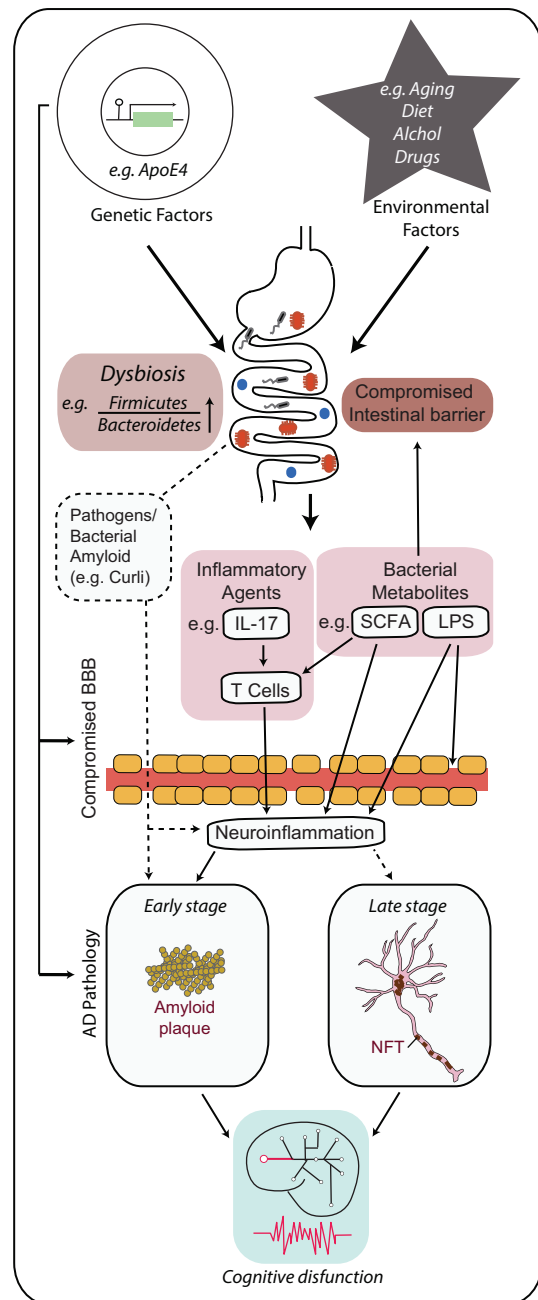 e.g. ApoE4
Genetic Factors
e.g. Aging
Diet
Alchol
Drugs
Environmental
Factors
Dysbiosis
e.g. Firmicutes
Bacteroidetes
Compromised
Intestinal barrier
Pathogens/
Bacterial
Amyloid
(e.g. Curli)
Inflammatory
Agents
e.g. IL-17
T Cells
Bacterial
Metabolites
e.g. SCFA LPS
Compromised BBB
Neuroinflammation
AD Pathology
Early stage
Amyloid
plaque
Late stage
NFT
Cognitive disfunction